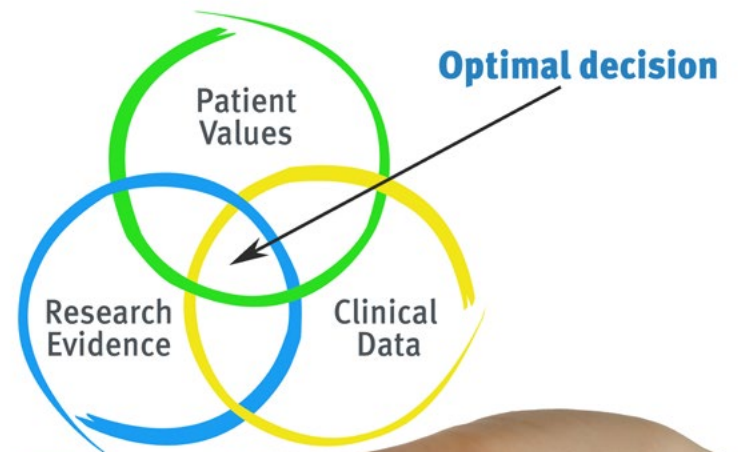 Optimal decision
Patient
Values
Research
Evidence
Clinical
Data